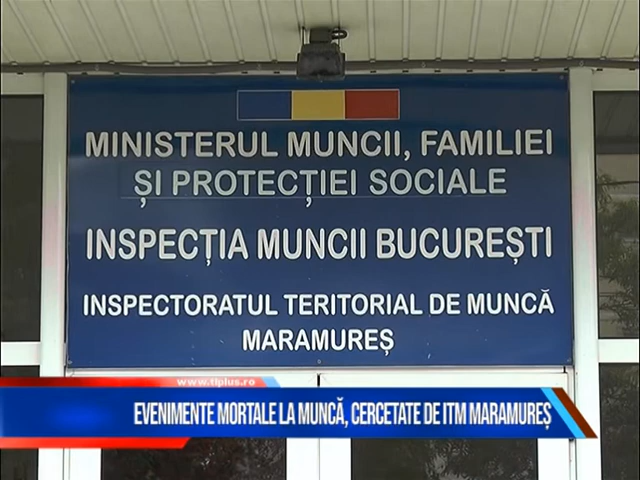 MINISTERUL MUNCII, FAMILIEI
ȘI PROTECȚIEI SOCIALE
INSPECȚIA MUNCII BUCUREȘTI
INSPECTORATUL TERITORIAL DE MUNCĂ
MARAMUREȘ
www.tlplus.ro
EVENIMENTE MORTALE LA MUNCĂ, CERCETATE DE ITM MARAMUREȘ